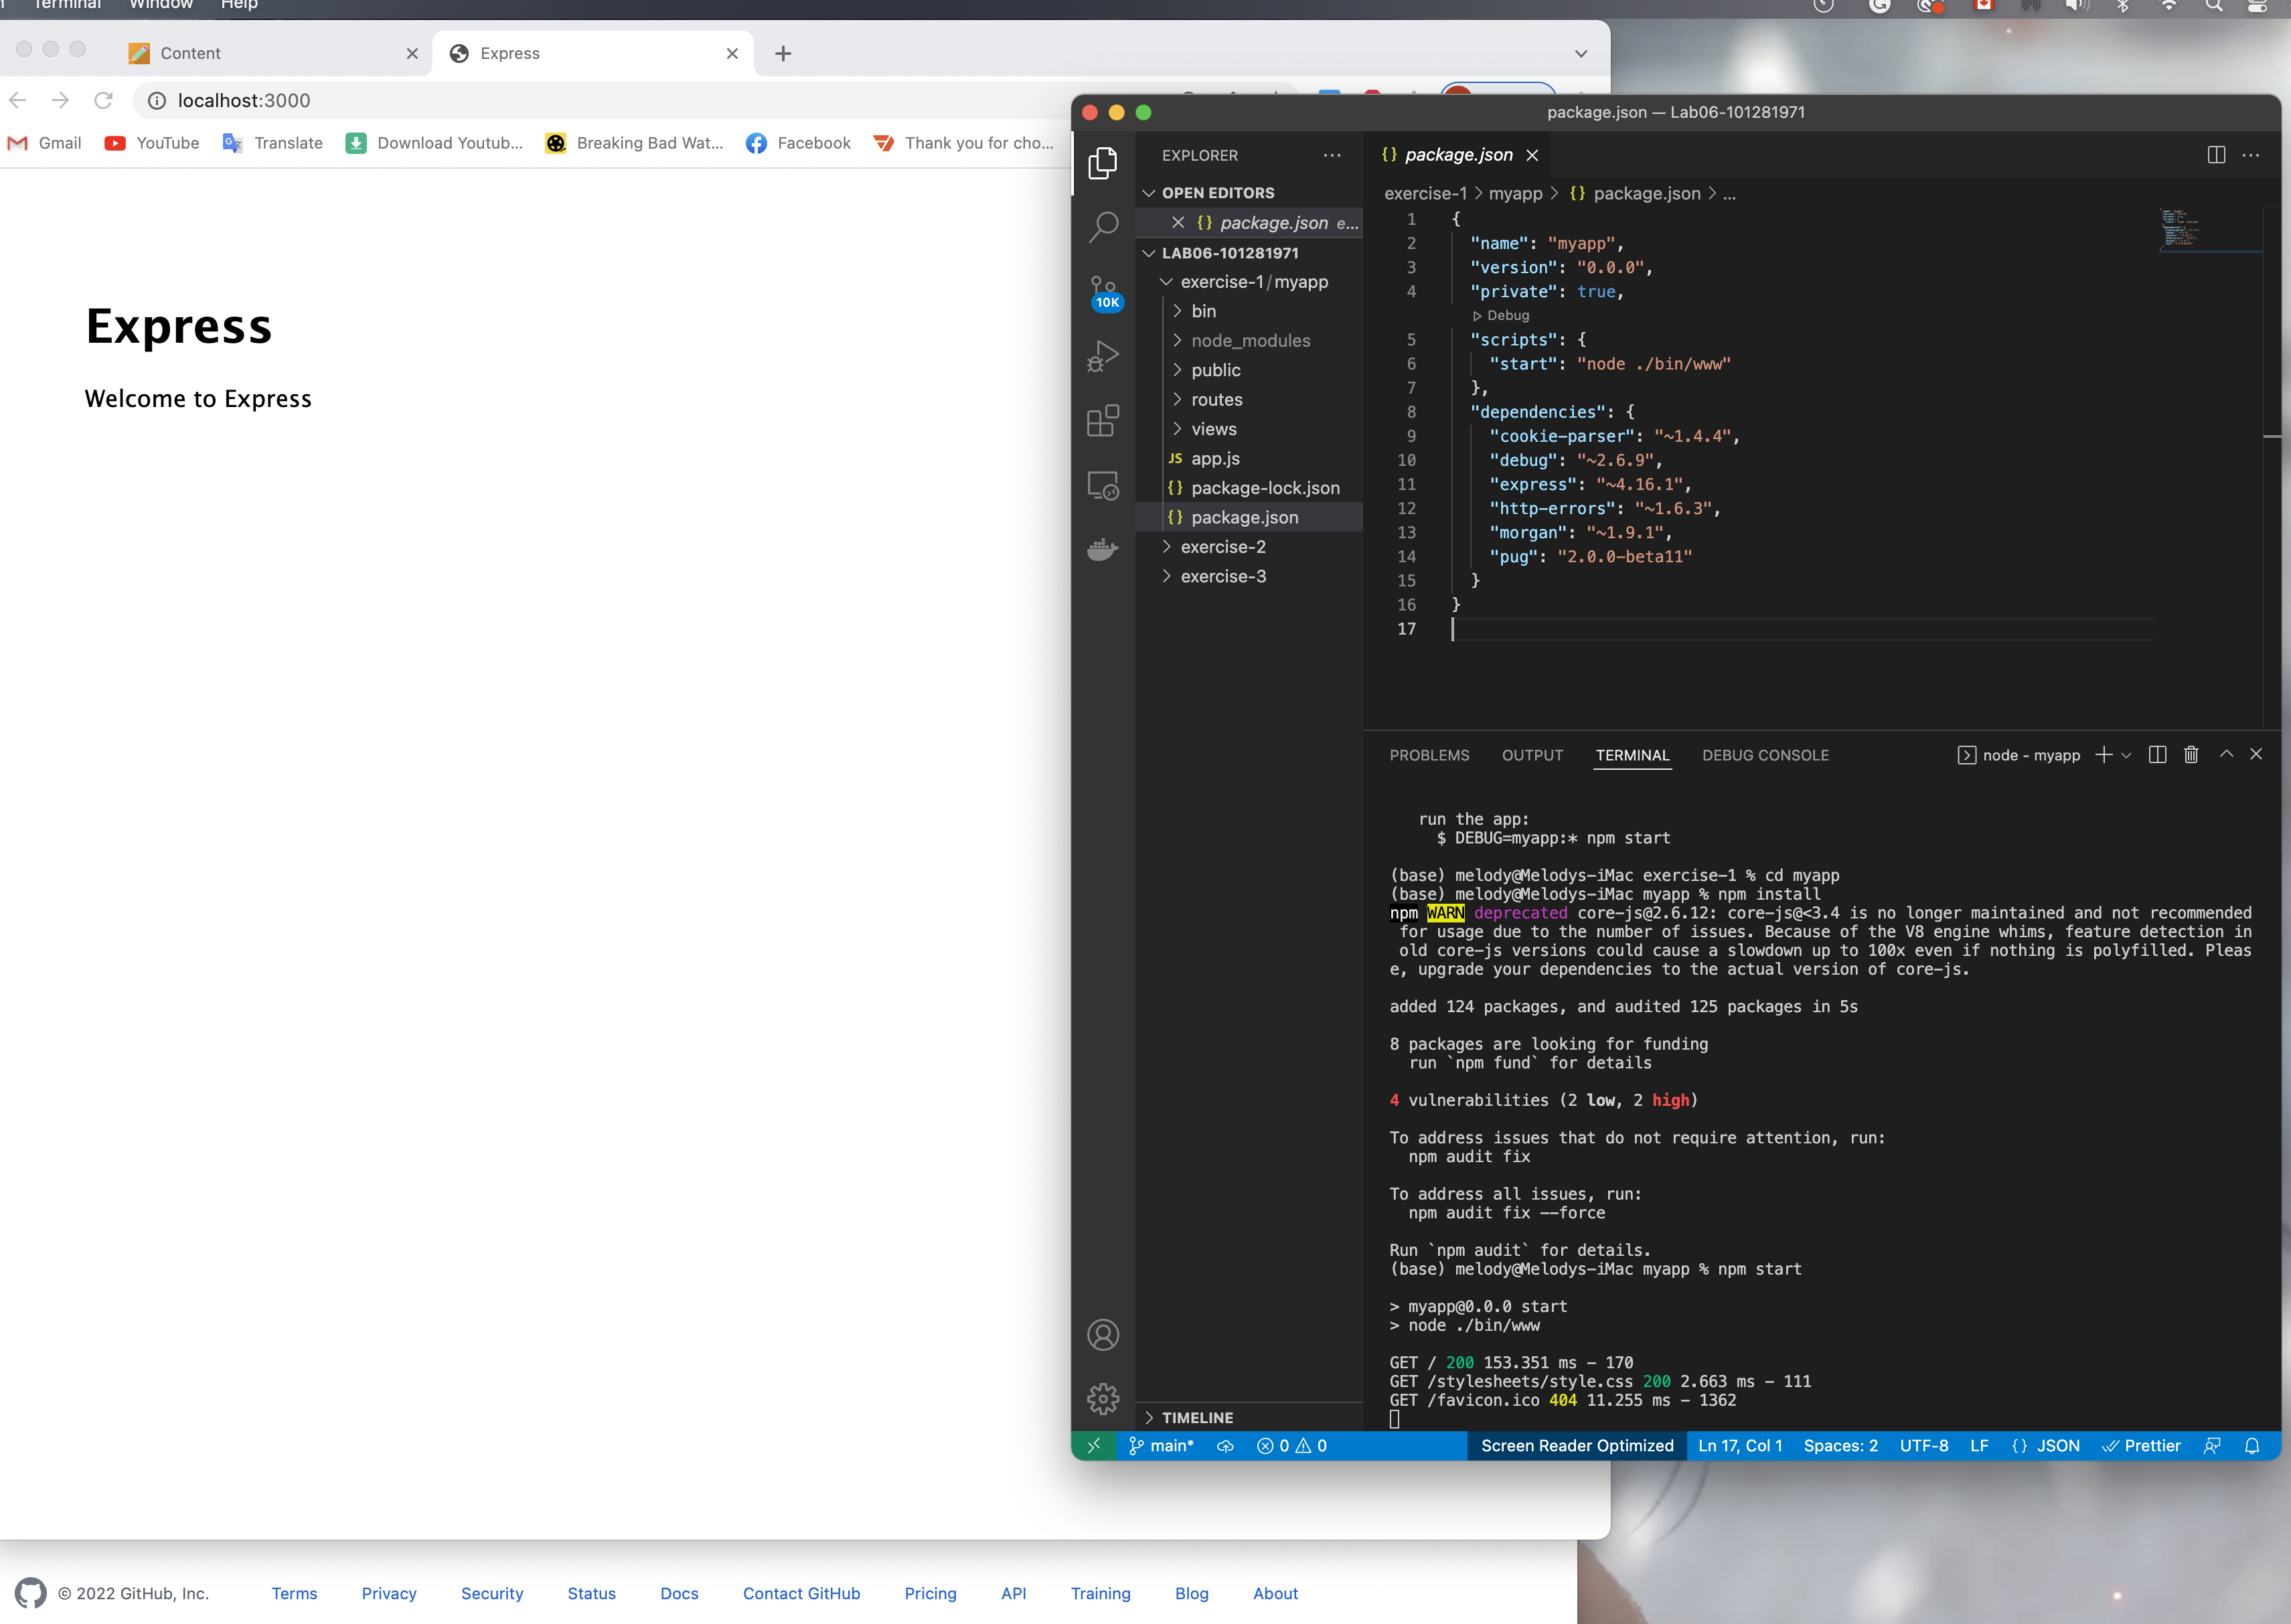 Terminal Window Help
Content
Express
localhost:3000
Gmail YouTube Translate Download Youtub... Breaking Bad Wat... Facebook Thank you for cho...
Express
Welcome to Express
package.json — Lab06-101281971
EXPLORER
OPEN EDITORS
package.json e...
LAB06-101281971
exercise-1/myapp
bin
node_modules
public
routes
views
JS app.js
{} package-lock.json
{} package.json
exercise-2
exercise-3
10K
TIMELINE
{} package.json
exercise-1 > myapp > {} package.json > ...
1 {
2 "name": "myapp",
3 "version": "0.0.0",
4 "private": true,
Debug
5 "scripts": {
6 "start": "node ./bin/www"
7 },
8 "dependencies": {
9 "cookie-parser": "~1.4.4",
10 "debug": "~2.6.9",
11 "express": "~4.16.1",
12 "http-errors": "~1.6.3",
13 "morgan": "~1.9.1",
14 "pug": "2.0.0-beta11"
15 }
16 }
17
PROBLEMS OUTPUT TERMINAL DEBUG CONSOLE node - myapp
run the app:
$ DEBUG=myapp:* npm start
(base) melody@Melodys-iMac exercise-1 % cd myapp
(base) melody@Melodys-iMac myapp % npm install
npm WARN deprecated core-js@2.6.12: core-js@<3.4 is no longer maintained and not recommended
for usage due to the number of issues. Because of the V8 engine whims, feature detection in
old core-js versions could cause a slowdown up to 100x even if nothing is polyfilled. Pleas
e, upgrade your dependencies to the actual version of core-js.
added 124 packages, and audited 125 packages in 5s
8 packages are looking for funding
run `npm fund` for details
4 vulnerabilities (2 low, 2 high)
To address issues that do not require attention, run:
npm audit fix
To address all issues, run:
npm audit fix --force
Run `npm audit` for details.
(base) melody@Melodys-iMac myapp % npm start
> myapp@0.0.0 start
> node ./bin/www
GET / 200 153.351 ms - 170
GET /stylesheets/style.css 200 2.663 ms - 111
GET /favicon.ico 404 11.255 ms - 1362
main* 0 0 Screen Reader Optimized Ln 17, Col 1 Spaces: 2 UTF-8 LF {} JSON Prettier
© 2022 GitHub, Inc. Terms Privacy Security Status Docs Contact GitHub Pricing API Training Blog About